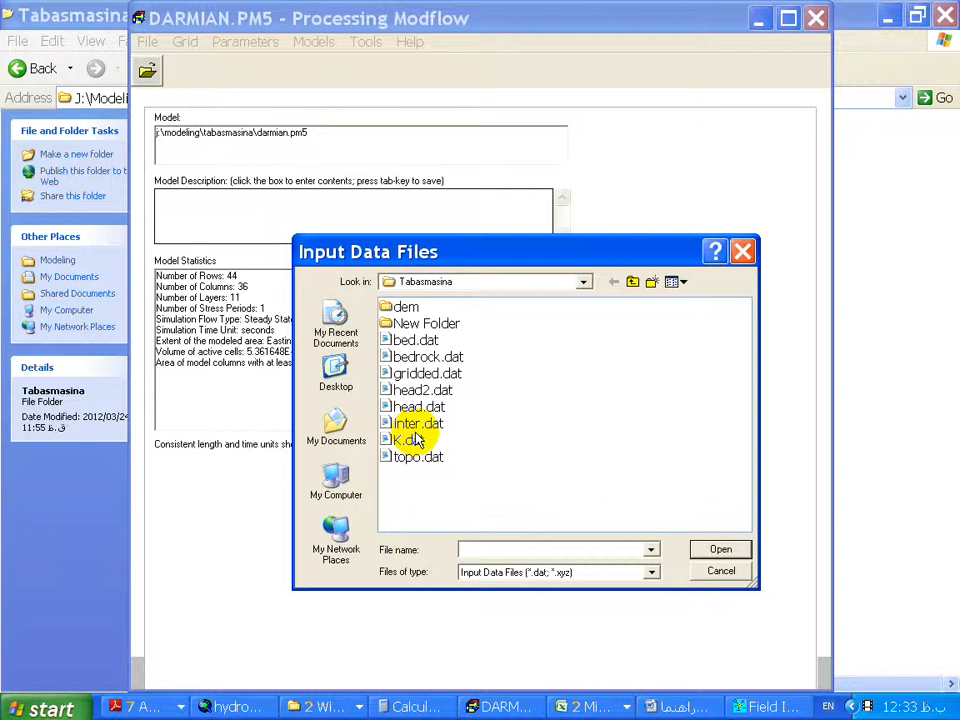 Tabasmasina
File Edit View
Back
Address J:\Modeli
Go
File and Folder Tasks
Make a new folder
Publish this folder to t
Web
Share this folder
Other Places
Modeling
My Documents
Shared Documents
My Computer
My Network Places
Details
Tabasmasina
File Folder
Date Modified: 2012/03/24
11:55 ق.ظ
DARMIAN.PM5 - Processing Modflow
File Grid Parameters Models Tools Help
Model:
j:\modeling\tabasmasina\darmian.pm5
Model Description: (click the box to enter contents; press tab-key to save)
Model Statistics
Number of Rows: 44
Number of Columns: 36
Number of Layers: 11
Number of Stress Periods: 1
Simulation Flow Type: Steady Sta
Simulation Time Unit: seconds
Extent of the modeled area: Eastin
Volume of active cells: 5.361648E
Area of model columns with at leas
Consistent length and time units sh
Input Data Files
Look in: Tabasmasina
My Recent
Documents
Desktop
My Documents
My Computer
My Network
Places
dem
New Folder
bed.dat
bedrock.dat
gridded.dat
head2.dat
head.dat
inter.dat
topo.dat
File name:
Open
Files of type: Input Data Files (*.dat; *.xyz)
Cancel
start
7 A...
hydro...
2 Wi...
Calcul...
DARM...
2 Mi...
راهنما...
Field I...
EN
12:33 ب.ظ